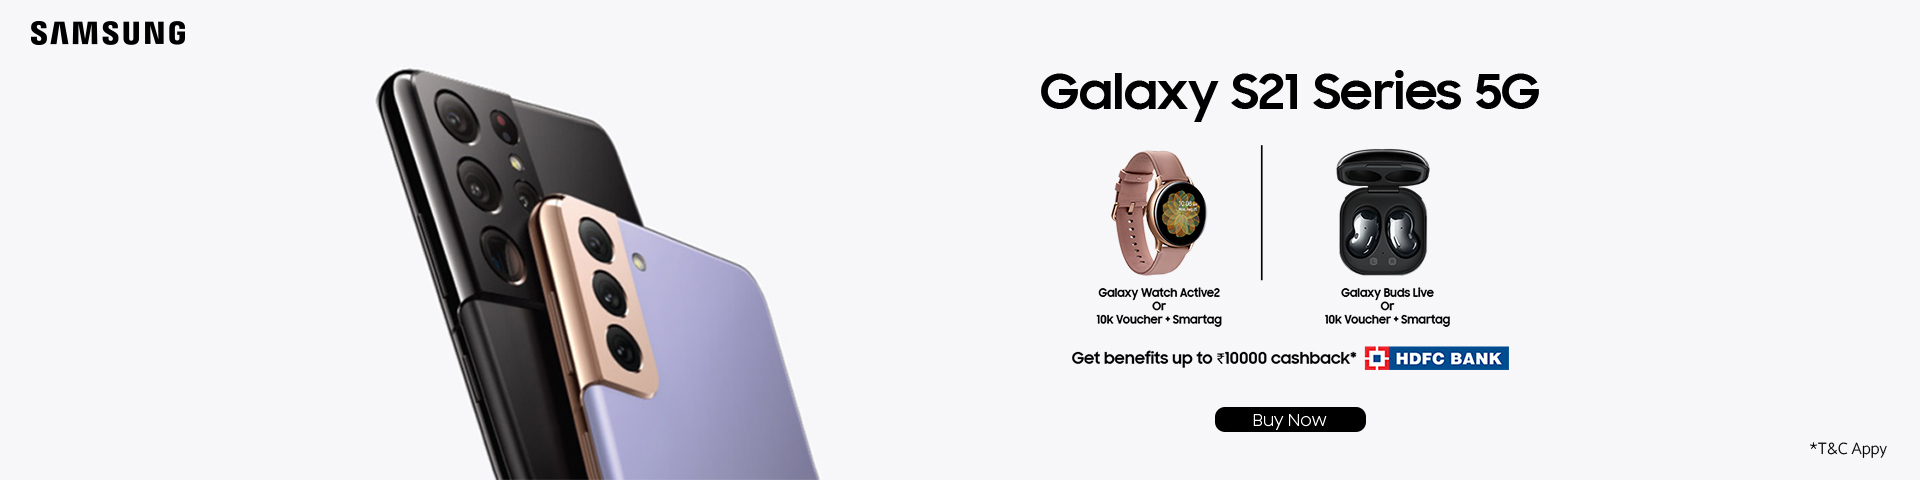 SAMSUNG
Galaxy S21 Series 5G
Galaxy Watch Active2
Or
10k Voucher + Smartag
Galaxy Buds Live
Or
10k Voucher + Smartag
Get benefits up to ₹10000 cashback* HDFC BANK
Buy Now
*T&C Appy